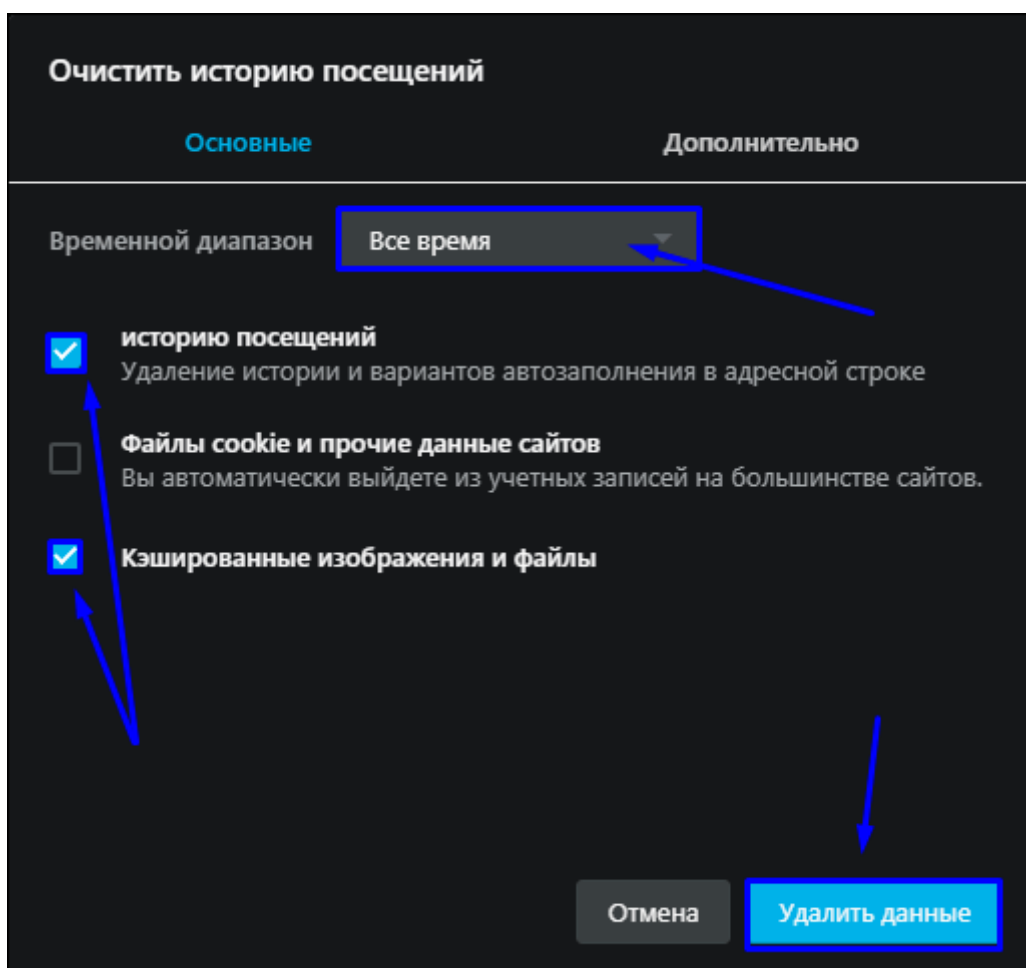 Очистить историю посещений
Основные
Дополнительно
Временной диапазон
Все время
историю посещений
Удаление истории и вариантов автозаполнения в адресной строке
Файлы cookie и прочие данные сайтов
Вы автоматически выйдете из учетных записей на большинстве сайтов.
Кэшированные изображения и файлы
Отмена
Удалить данные